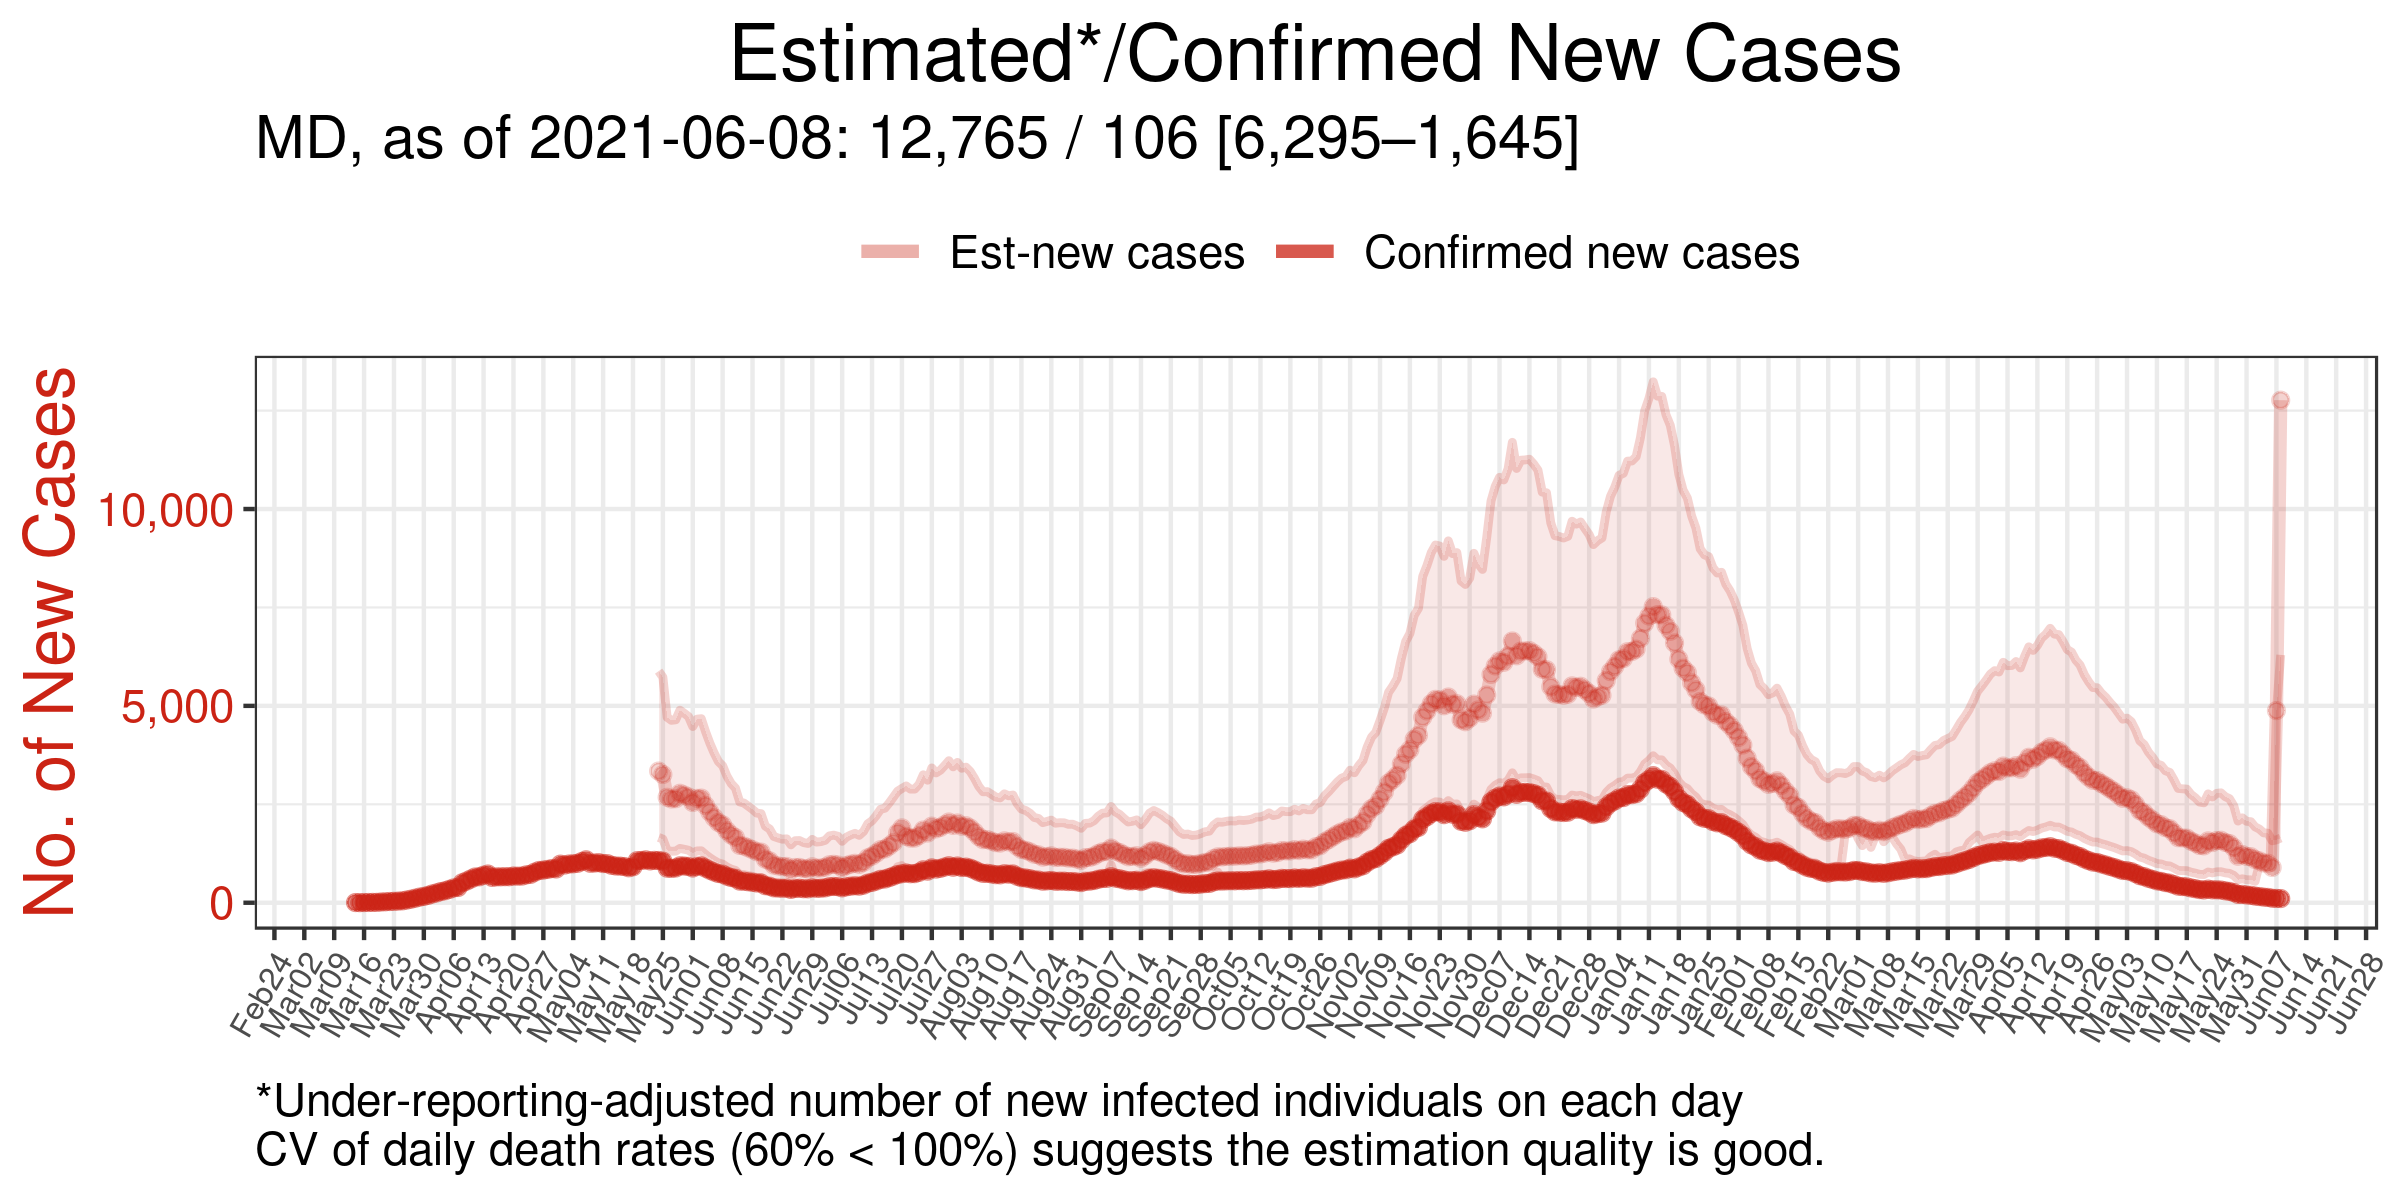 Estimated*/Confirmed New Cases
MD, as of 2021-06-08: 12,765 / 106 [6,295–1,645]
Est-new cases
Confirmed new cases
No. of New Cases
10,000
5,000
0
Feb24
Mar02
Mar09
Mar16
Mar23
Mar30
Apr06
Apr13
Apr20
Apr27
May04
May11
May18
May25
Jun01
Jun08
Jun15
Jun22
Jun29
Jul06
Jul13
Jul20
Jul27
Aug03
Aug10
Aug17
Aug24
Aug31
Sep07
Sep14
Sep21
Sep28
Oct05
Oct12
Oct19
Oct26
Nov02
Nov09
Nov16
Nov23
Nov30
Dec07
Dec14
Dec21
Dec28
Jan04
Jan11
Jan18
Jan25
Feb01
Feb08
Feb15
Feb22
Mar01
Mar08
Mar15
Mar22
Mar29
Apr05
Apr12
Apr19
Apr26
May03
May10
May17
May24
May31
Jun07
Jun14
Jun21
Jun28
*Under-reporting-adjusted number of new infected individuals on each day
CV of daily death rates (60% < 100%) suggests the estimation quality is good.